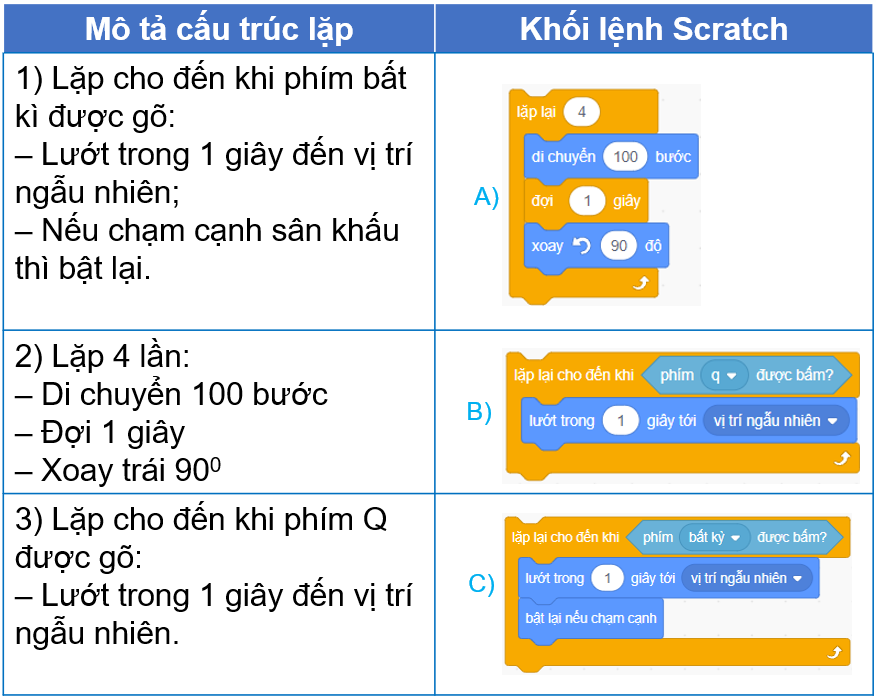 Mô tả cấu trúc lặp
Khối lệnh Scratch
1) Lặp cho đến khi phím bất
kì được gõ:
– Lướt trong 1 giây đến vị trí
ngẫu nhiên;
– Nếu chạm cạnh sân khấu
thì bật lại.
A)
lặp lại 4
di chuyển 100 bước
đợi 1 giây
xoay 90 độ
2) Lặp 4 lần:
– Di chuyển 100 bước
– Đợi 1 giây
– Xoay trái 90⁰
B)
lặp lại cho đến khi phím q được bấm?
lướt trong 1 giây tới vị trí ngẫu nhiên
3) Lặp cho đến khi phím Q
được gõ:
– Lướt trong 1 giây đến vị trí
ngẫu nhiên.
C)
lặp lại cho đến khi phím bất kỳ được bấm?
lướt trong 1 giây tới vị trí ngẫu nhiên
bật lại nếu chạm cạnh